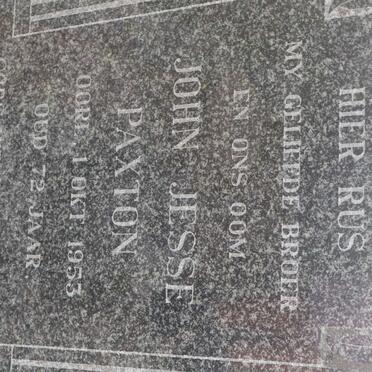 HIER RUS
MY GELIEFDE BROER
EN ONS OOM
JOHN JESSE
PAXTON
OORL. 1 OKT. 1953
OUD 72 JAAR